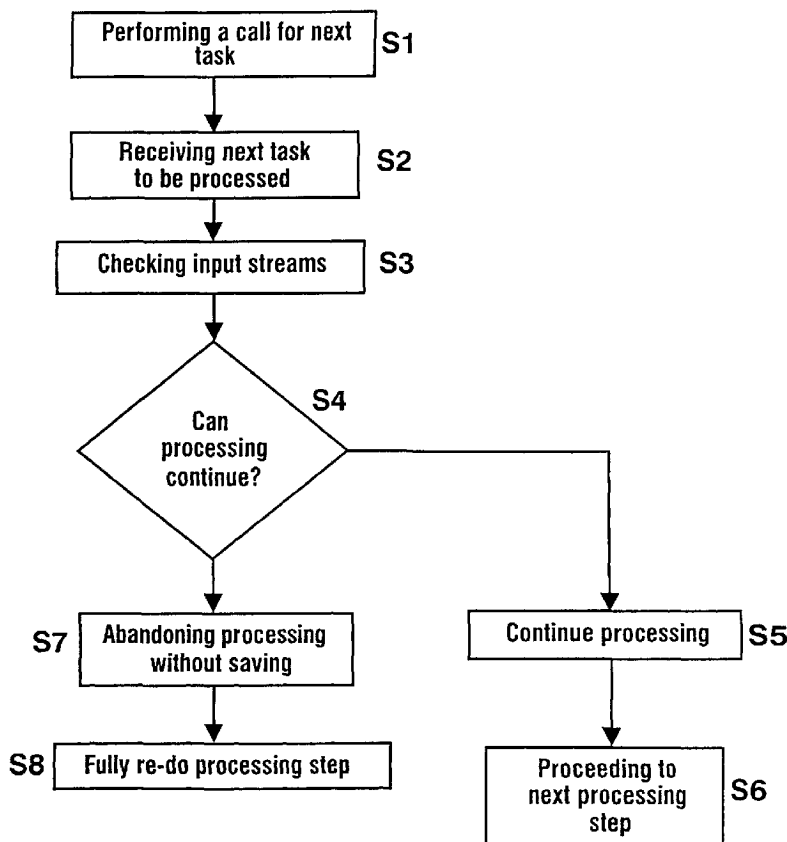 Performing a call for next
task
S1
Receiving next task
to be processed
S2
Checking input streams
S3
S4
Can
processing
continue?
S7
Abandoning processing
without saving
Continue processing
S5
S8
Fully re-do processing step
Proceeding to
next processing
step
S6